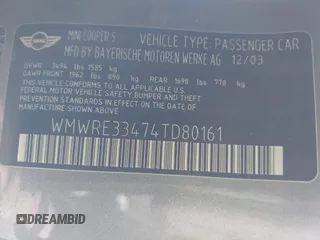 MINI COOPER S VEHICLE TYPE PASSENGER CAR
MFD BY BAYERISCHE MOTOREN WERKE AG 12/03
GVWR 3494 lbs 1585 kg
GAWR FRONT 1962 lbs 890 kg REAR 1698 lbs 770 kg
THIS VEHICLE CONFORMS TO ALL APPLICABLE FEDERAL MOTOR VEHICLE SAFETY
BUMPER AND THEFT PREVENTION STANDARDS IN EFFECT ON THE
DATE OF MANUFACTURE SHOWN ABOVE
WMWRE33474TD80161
DREAMBID